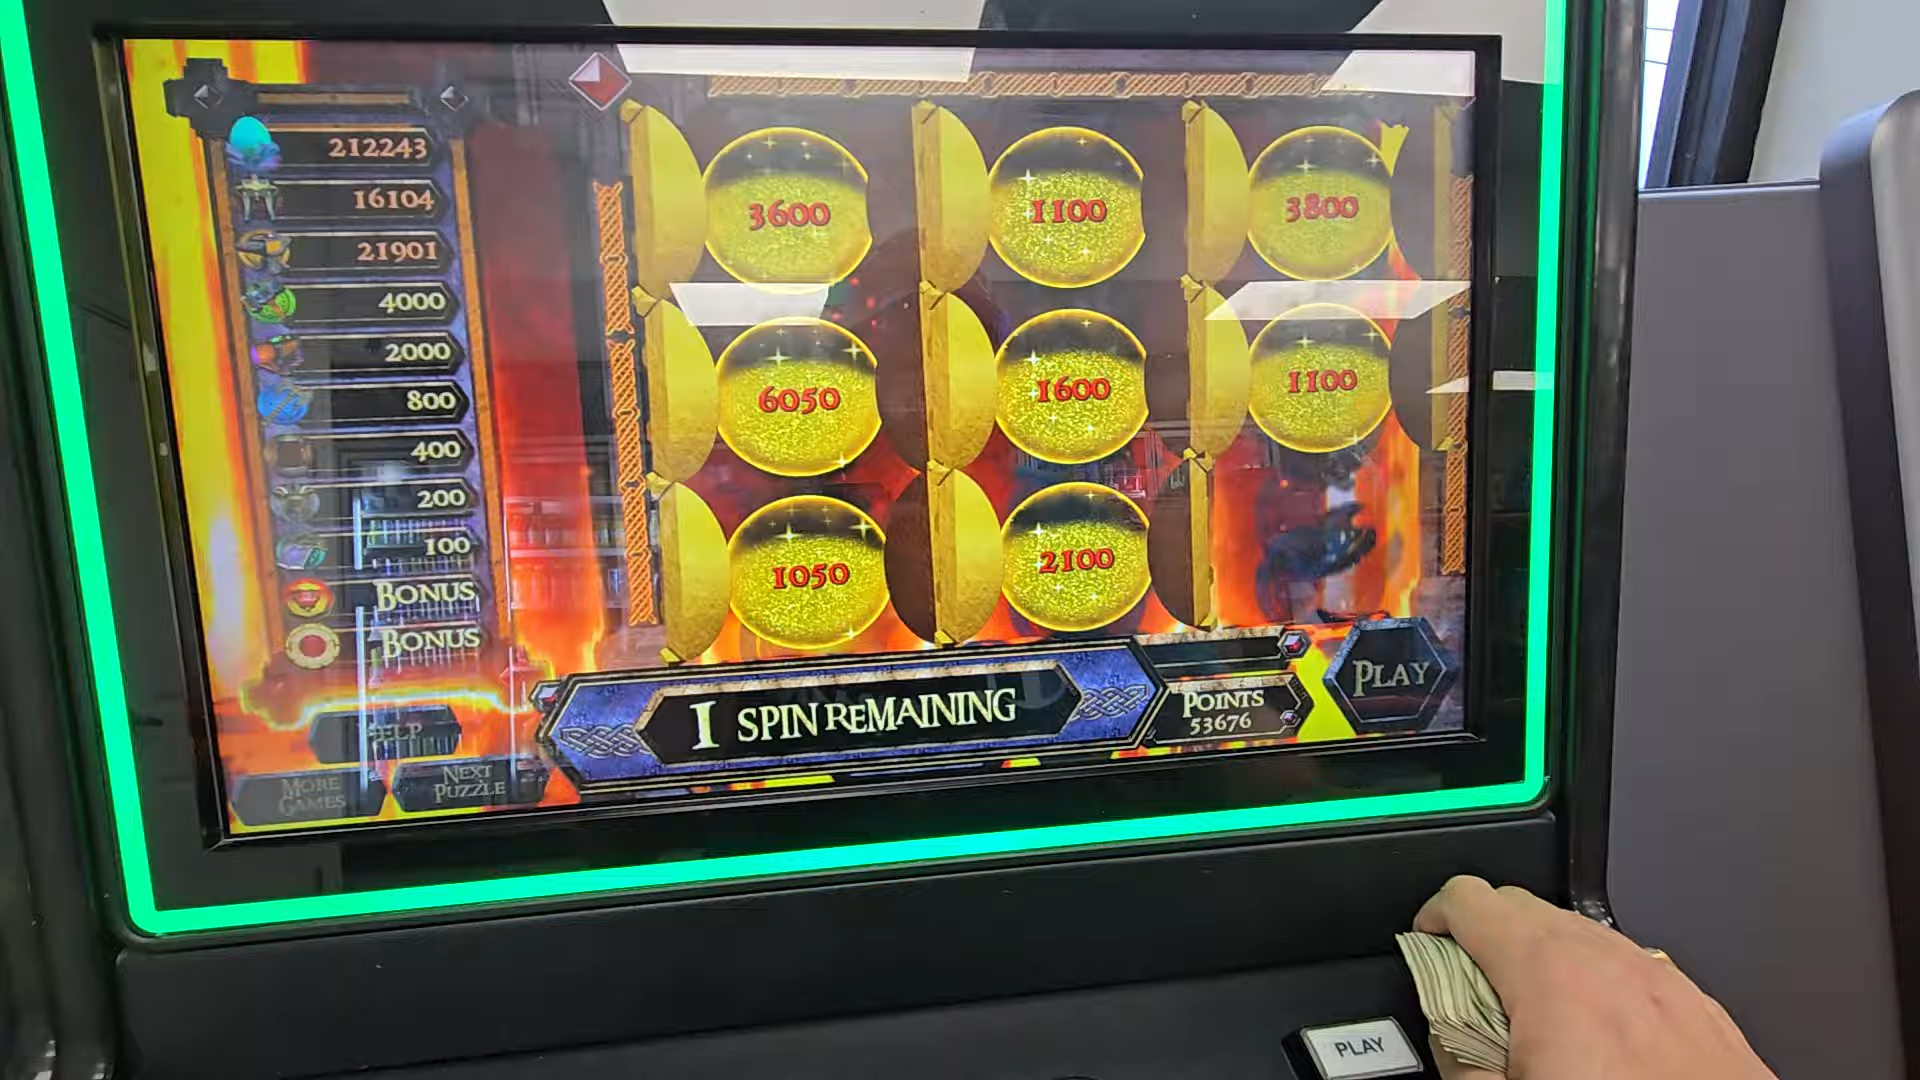 212243
16104
21901
4000
2000
800
400
200
100
BONUS
BONUS
HELP
MORE
GAMES
NEXT
PUZZLE
3600
1100
3800
6050
1600
1100
1050
2100
1 SPIN REMAINING
POINTS
53676
PLAY
PLAY